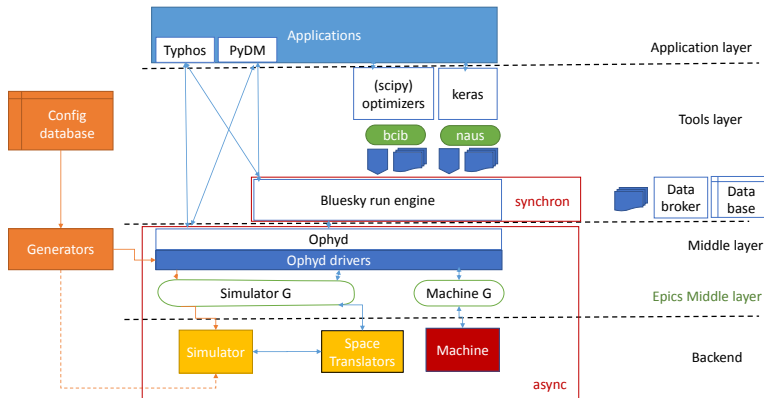 Applications
Typhos
PyDM
Application layer
(scipy)
optimizers
keras
Config
database
bcib
naus
Tools layer
Bluesky run engine
synchron
Data
broker
Data
base
Generators
Ophyd
Ophyd drivers
Middle layer
Simulator G
Machine G
Epics Middle layer
Simulator
Space
Translators
Machine
Backend
async